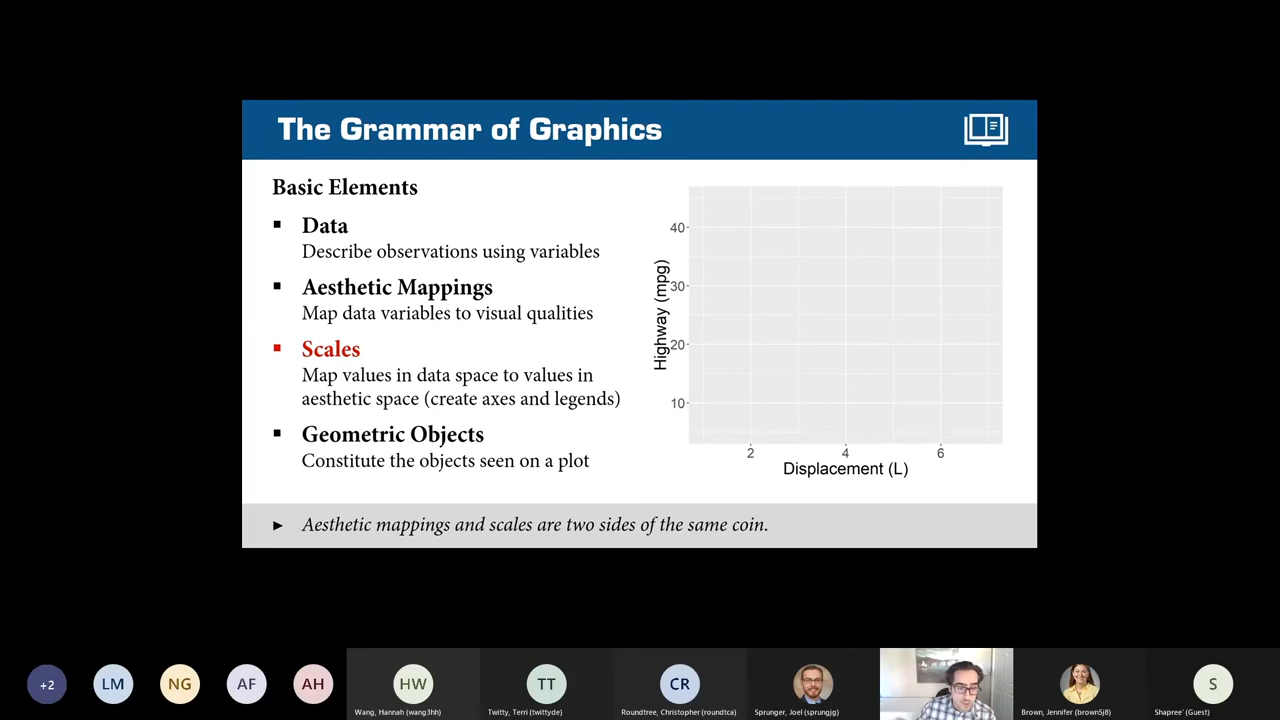 The Grammar of Graphics
Basic Elements
Data
Describe observations using variables
Aesthetic Mappings
Map data variables to visual qualities
Scales
Map values in data space to values in
aesthetic space (create axes and legends)
Geometric Objects
Constitute the objects seen on a plot
Highway (mpg)
40
30
20
10
2 4 6
Displacement (L)
Aesthetic mappings and scales are two sides of the same coin.
+2 LM NG AF AH HW TT CR S
Wang, Hannah (wang3hh) Twitty, Terri (twittyde) Roundtree, Christopher (roundtca) Sprunger, Joel (sprungjg) Brown, Jennifer (brown5j8) Shapree' (Guest)